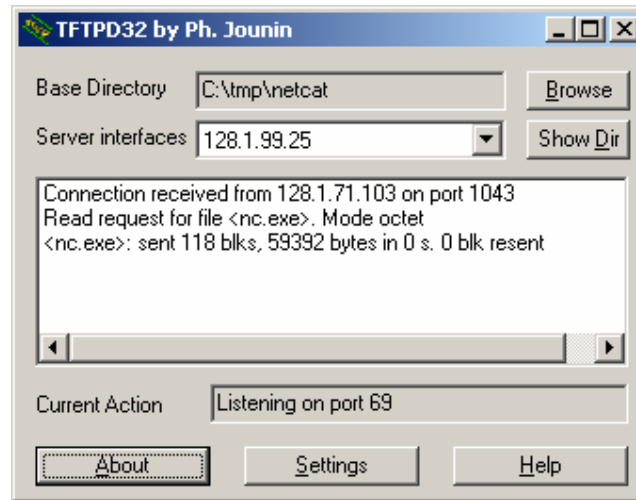 TFTPD32 by Ph. Jounin
Base Directory C:\tmp\netcat Browse
Server interfaces 128.1.99.25 Show Dir
Connection received from 128.1.71.103 on port 1043
Read request for file <nc.exe>. Mode octet
<nc.exe>: sent 118 blks, 59392 bytes in 0 s. 0 blk resent
Current Action Listening on port 69
About Settings Help